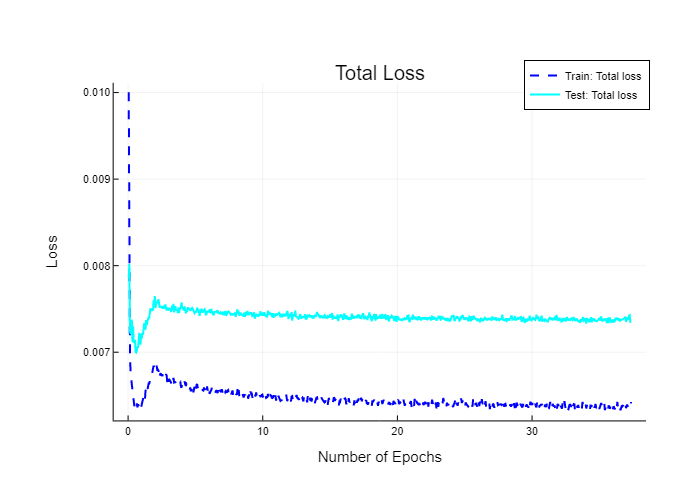 Total Loss
Train: Total loss
Test: Total loss
0.010
0.009
0.008
0.007
Loss
0
10
20
30
Number of Epochs